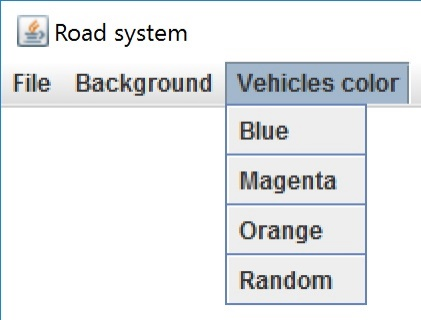 Road system
File Background Vehicles color
Blue
Magenta
Orange
Random